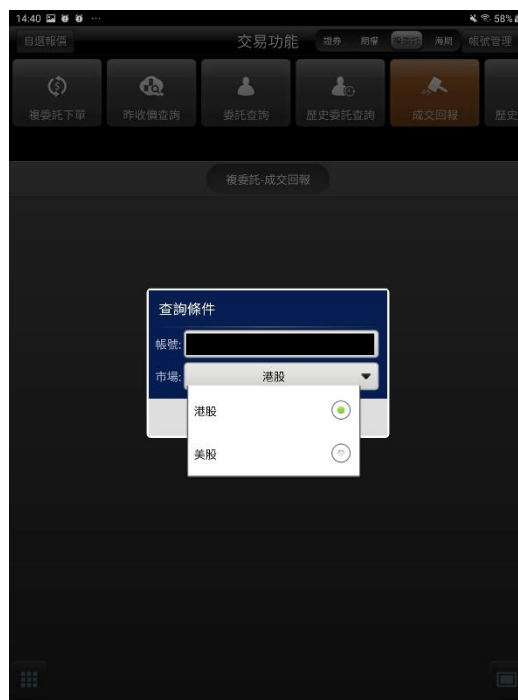 14:40 58%
自選報價 交易功能 證券 期權 複委託 海期 帳號管理
複委託下單 昨收價查詢 委託查詢 歷史委託查詢 成交回報 歷史
複委託-成交回報
查詢條件
帳號:
市場: 港股
港股
美股